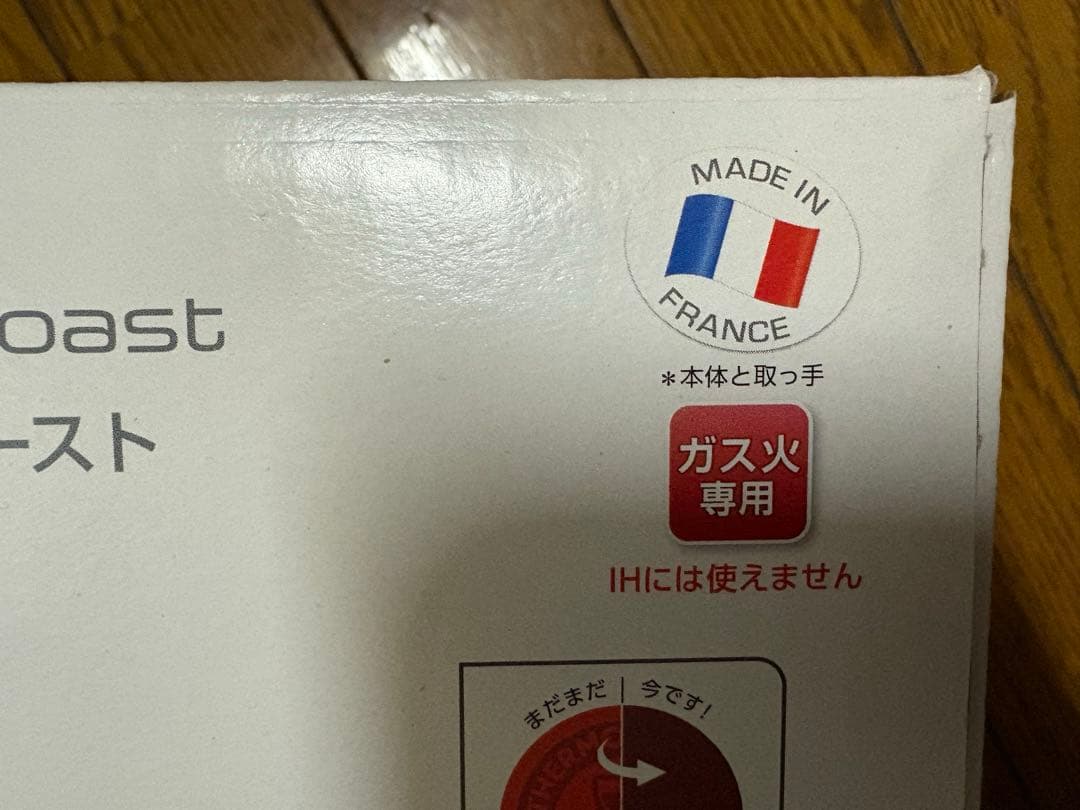 MADE IN
FRANCE
oast
*本体と取っ手
ースト
ガス火
専用
IHには使えません
まだまだ | 今です!
THERMO